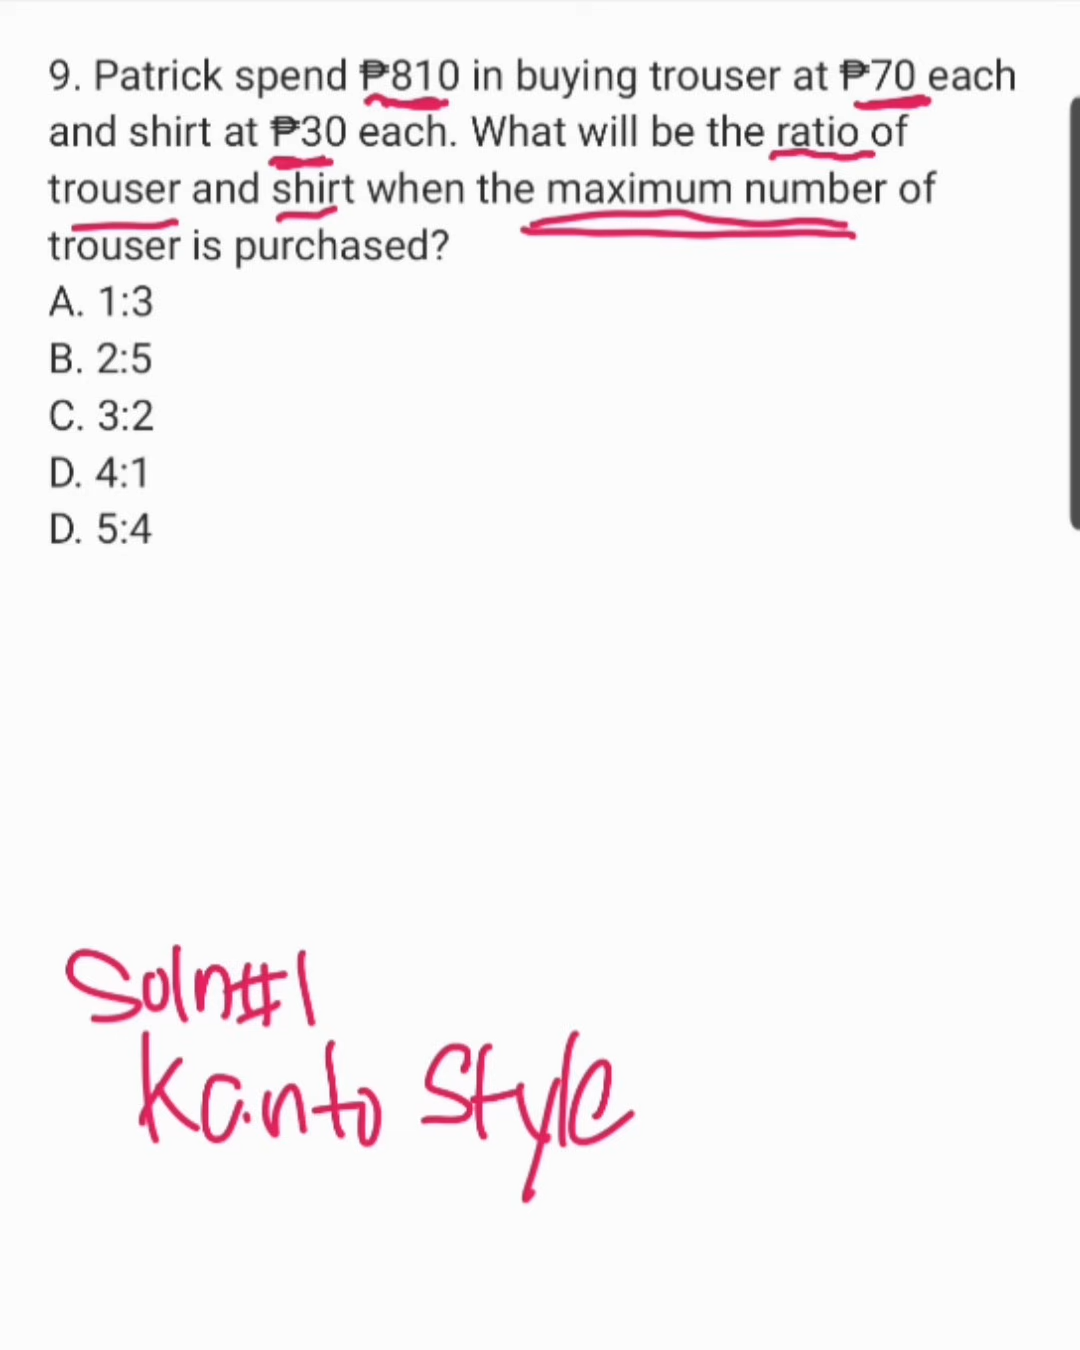 9. Patrick spend ₱810 in buying trouser at ₱70 each
and shirt at ₱30 each. What will be the ratio of
trouser and shirt when the maximum number of
trouser is purchased?
A. 1:3
B. 2:5
C. 3:2
D. 4:1
D. 5:4
Soln#1
Kanto Style